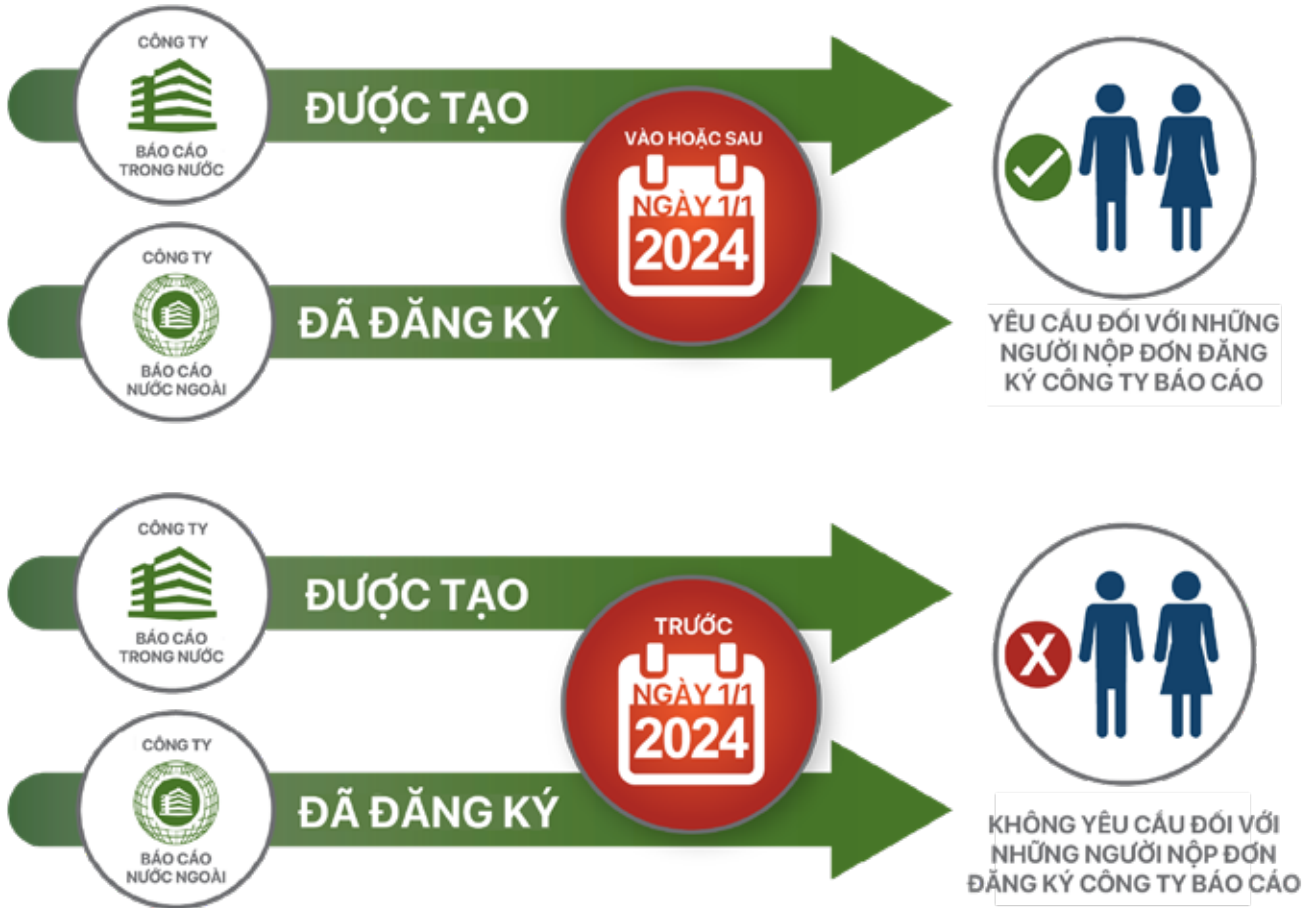 CÔNG TY
BÁO CÁO
TRONG NƯỚC
ĐƯỢC TẠO
VÀO HOẶC SAU
NGÀY 1/1
2024
CÔNG TY
BÁO CÁO
NƯỚC NGOÀI
ĐÃ ĐĂNG KÝ
YÊU CẦU ĐỐI VỚI NHỮNG
NGƯỜI NỘP ĐƠN ĐĂNG
KÝ CÔNG TY BÁO CÁO
CÔNG TY
BÁO CÁO
TRONG NƯỚC
ĐƯỢC TẠO
TRƯỚC
NGÀY 1/1
2024
X
CÔNG TY
BÁO CÁO
NƯỚC NGOÀI
ĐÃ ĐĂNG KÝ
KHÔNG YÊU CẦU ĐỐI VỚI
NHỮNG NGƯỜI NỘP ĐƠN
ĐĂNG KÝ CÔNG TY BÁO CÁO